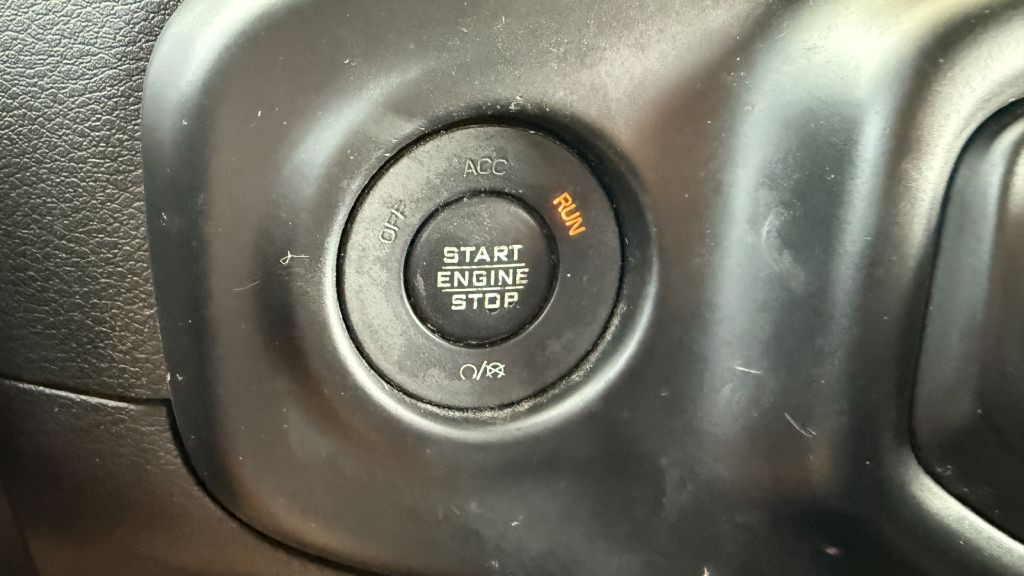 ACC
OFF
RUN
START
ENGINE
STOP